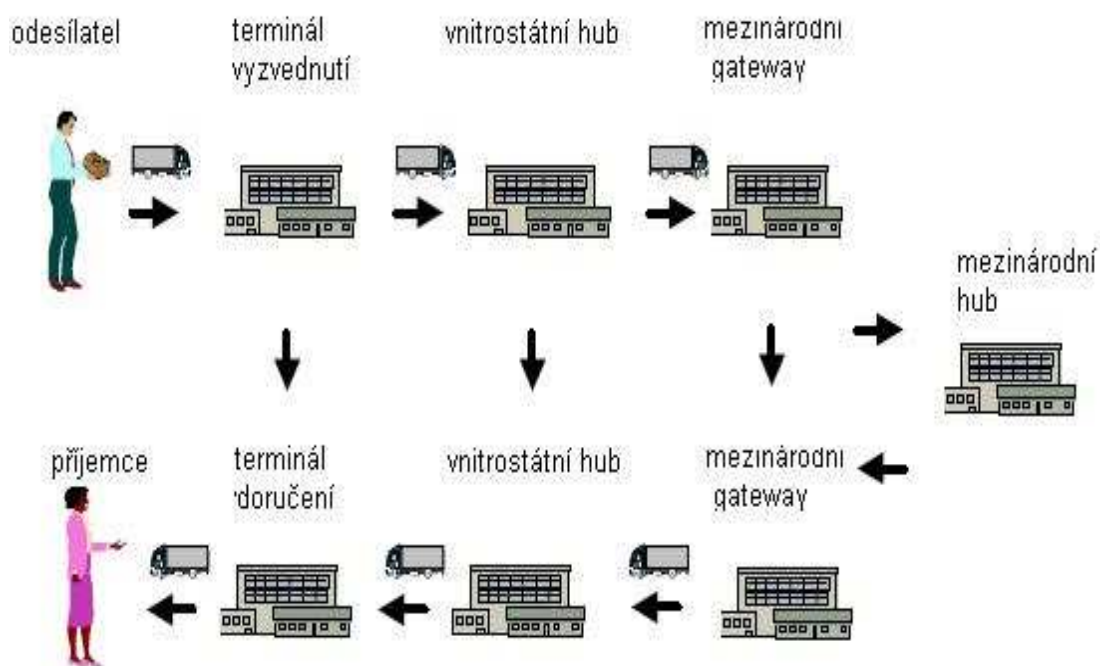 odesílatel
terminál
vyzvednutí
vnitrostátní hub
mezinárodní
gateway
mezinárodní
hub
příjemce
terminál
doručení
vnitrostátní hub
mezinárodní
gateway